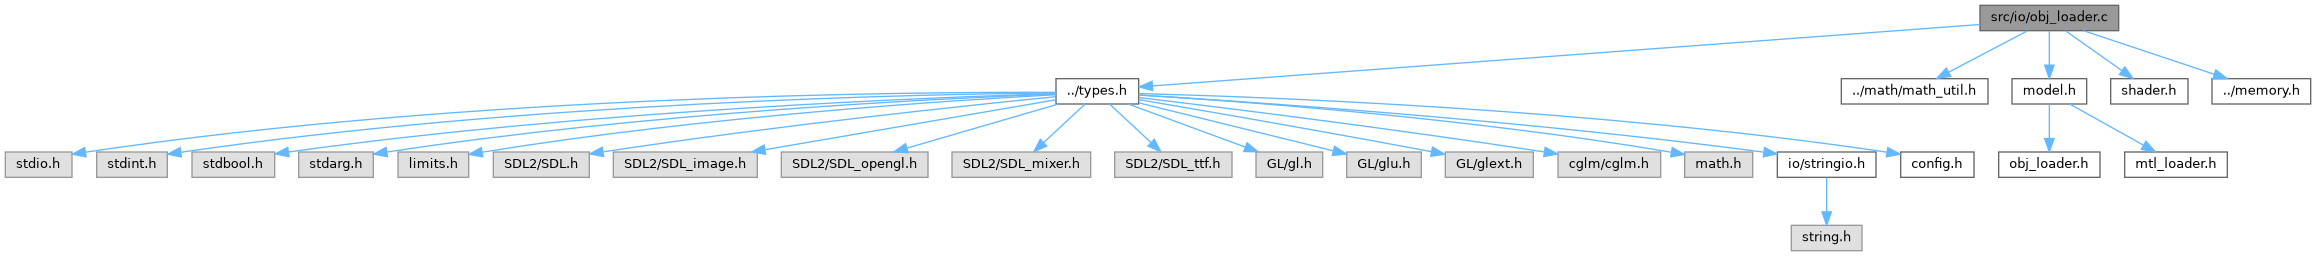 src/io/obj_loader.c
../types.h
../math/math_util.h
model.h
shader.h
../memory.h
stdio.h
stdint.h
stdbool.h
stdarg.h
limits.h
SDL2/SDL.h
SDL2/SDL_image.h
SDL2/SDL_opengl.h
SDL2/SDL_mixer.h
SDL2/SDL_ttf.h
GL/gl.h
GL/glu.h
GL/glext.h
cglm/cglm.h
math.h
io/stringio.h
config.h
obj_loader.h
mtl_loader.h
string.h